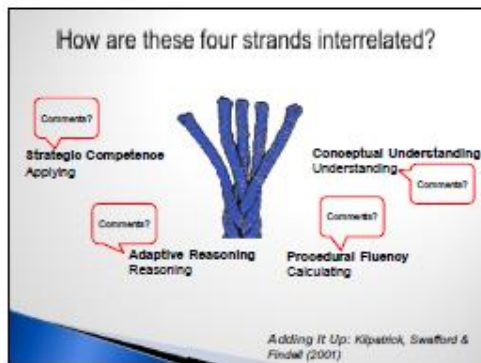 How are these four strands interrelated?
Comments?
Strategic Competence
Applying
Conceptual Understanding
Understanding
Comments?
Comments?
Adaptive Reasoning
Reasoning
Comments?
Procedural Fluency
Calculating
Adding It Up: Kilpatrick, Swafford &
Findell (2001)